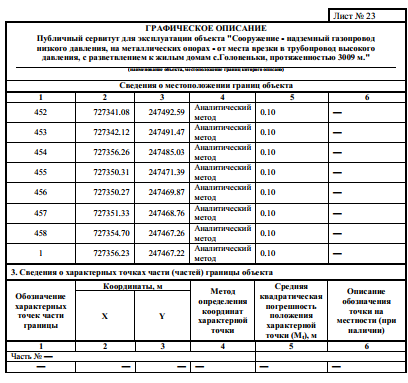 Лист № 23
ГРАФИЧЕСКОЕ ОПИСАНИЕ
Публичный сервитут для эксплуатации объекта "Сооружение - надземный газопровод
низкого давления, на металлических опорах - от места врезки в трубопровод высокого
давления, с разветлением к жилым домам с.Головеньки, протяженностью 3009 м."
(наименование объекта, местоположение границ которого описано)
Сведения о местоположении границ объекта
1 2 3 4 5 6
452 727341.08 247492.59 Аналитический метод 0.10 —
453 727342.12 247491.47 Аналитический метод 0.10 —
454 727356.26 247485.03 Аналитический метод 0.10 —
455 727350.31 247471.39 Аналитический метод 0.10 —
456 727350.27 247469.87 Аналитический метод 0.10 —
457 727351.33 247468.76 Аналитический метод 0.10 —
458 727354.70 247467.26 Аналитический метод 0.10 —
1 727356.23 247467.22 Аналитический метод 0.10 —
3. Сведения о характерных точках части (частей) границы объекта
Обозначение
характерных
точек части
границы
Координаты, м
X Y
Метод
определения
координат
характерной
точки
Средняя
квадратическая
погрешность
положения
характерной
точки (Mt), м
Описание
обозначения
точки на
местности (при
наличии)
1 2 3 4 5 6
Часть № —
— — — — — —